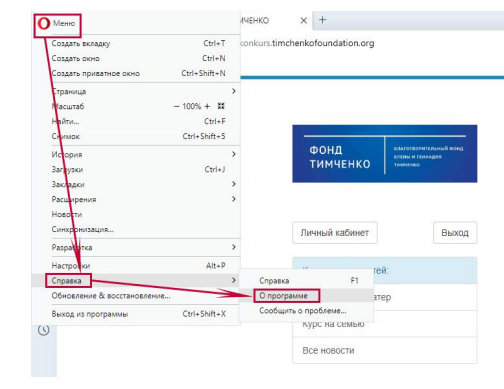 Меню
ЧЕНКО × +
Создать вкладку Ctrl+T
konkurs.timchenkofoundation.org
Создать окно Ctrl+N
Создать приватное окно Ctrl+Shift+N
Страница
Масштаб − 100% +
Найти... Ctrl+F
Снимок Ctrl+Shift+5
История
Загрузки Ctrl+J
Закладки
Расширения
Новости
Синхронизация...
Разработка
Настройки Alt+P
Справка
Обновление & восстановление...
Выход из программы Ctrl+Shift+X
Справка F1
О программе
Сообщить о проблеме...
ФОНД
ТИМЧЕНКО
БЛАГОТВОРИТЕЛЬНЫЙ ФОНД
ЕЛЕНЫ И ГЕННАДИЯ
ТИМЧЕНКО
Личный кабинет Выход
тей:
атер
Курс на семью
Все новости